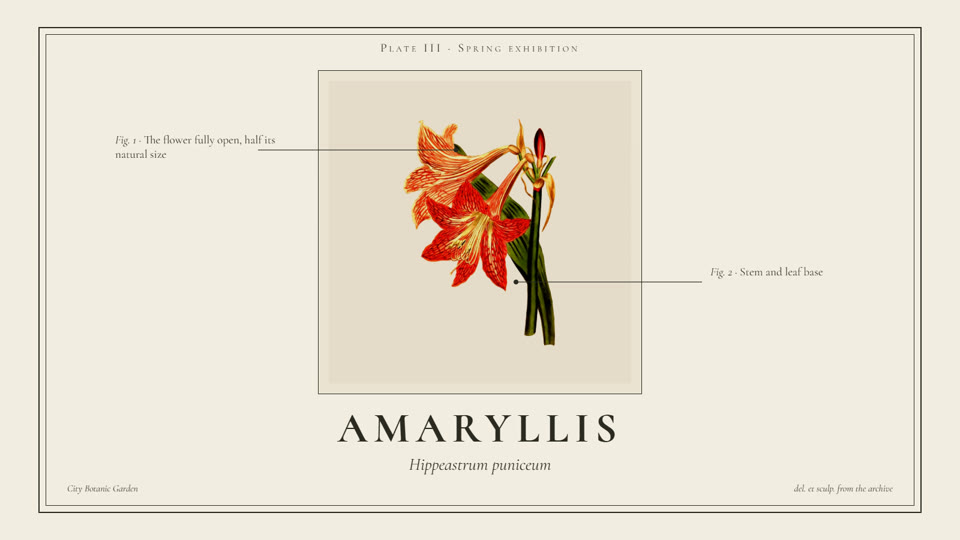 Plate III · Spring exhibition
Fig. 1 · The flower fully open, half its
natural size
Fig. 2 · Stem and leaf base
AMARYLLIS
Hippeastrum puniceum
City Botanic Garden
del. et sculp. from the archive